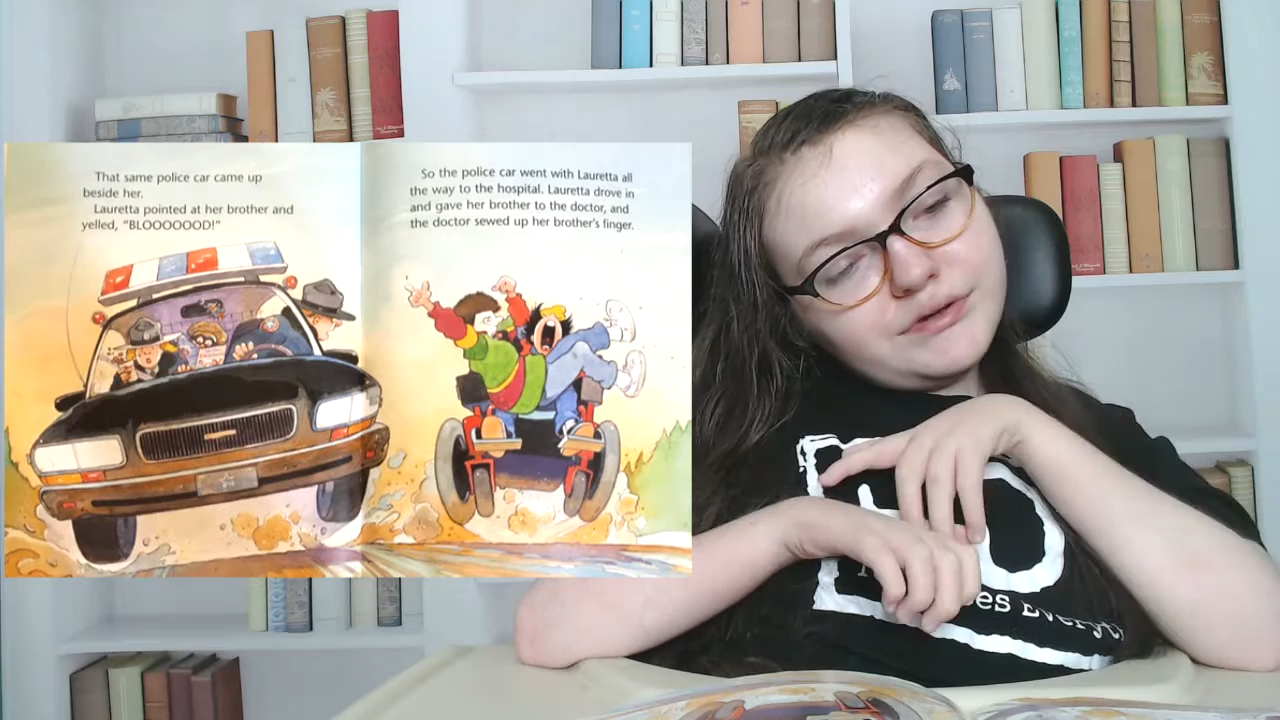 That same police car came up
beside her.
Lauretta pointed at her brother and
yelled, "BLOOOOOOD!"
So the police car went with Lauretta all
the way to the hospital. Lauretta drove in
and gave her brother to the doctor, and
the doctor sewed up her brother's finger.